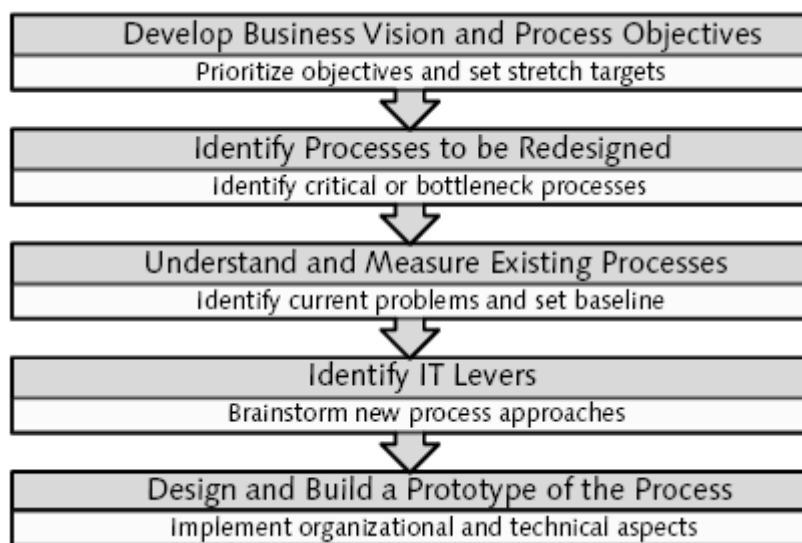 Develop Business Vision and Process Objectives
Prioritize objectives and set stretch targets
Identify Processes to be Redesigned
Identify critical or bottleneck processes
Understand and Measure Existing Processes
Identify current problems and set baseline
Identify IT Levers
Brainstorm new process approaches
Design and Build a Prototype of the Process
Implement organizational and technical aspects